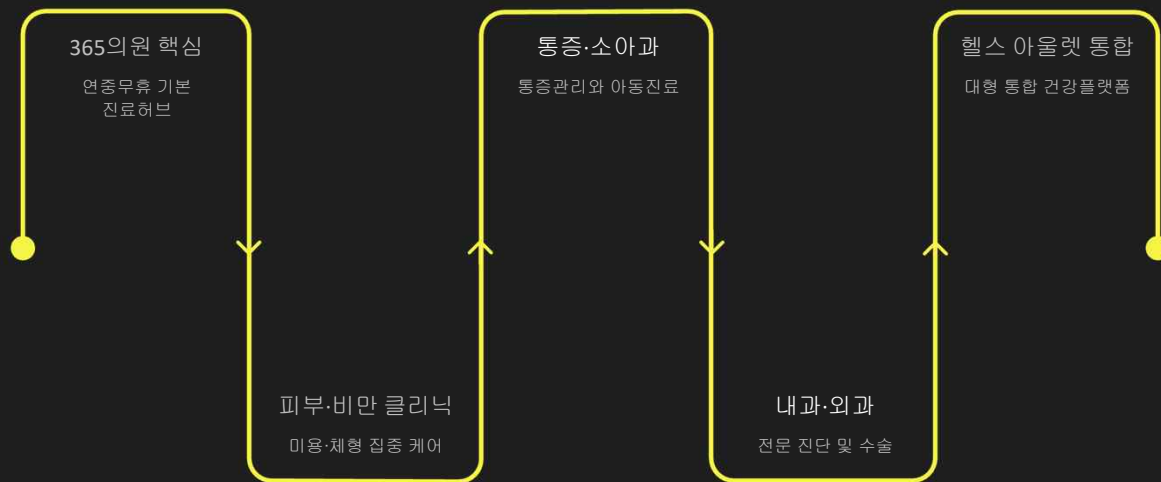 365의원 핵심
연중무휴 기본
진료허브
피부·비만 클리닉
미용·체형 집중 케어
통증·소아과
통증관리와 아동진료
내과·외과
전문 진단 및 수술
헬스 아울렛 통합
대형 통합 건강플랫폼